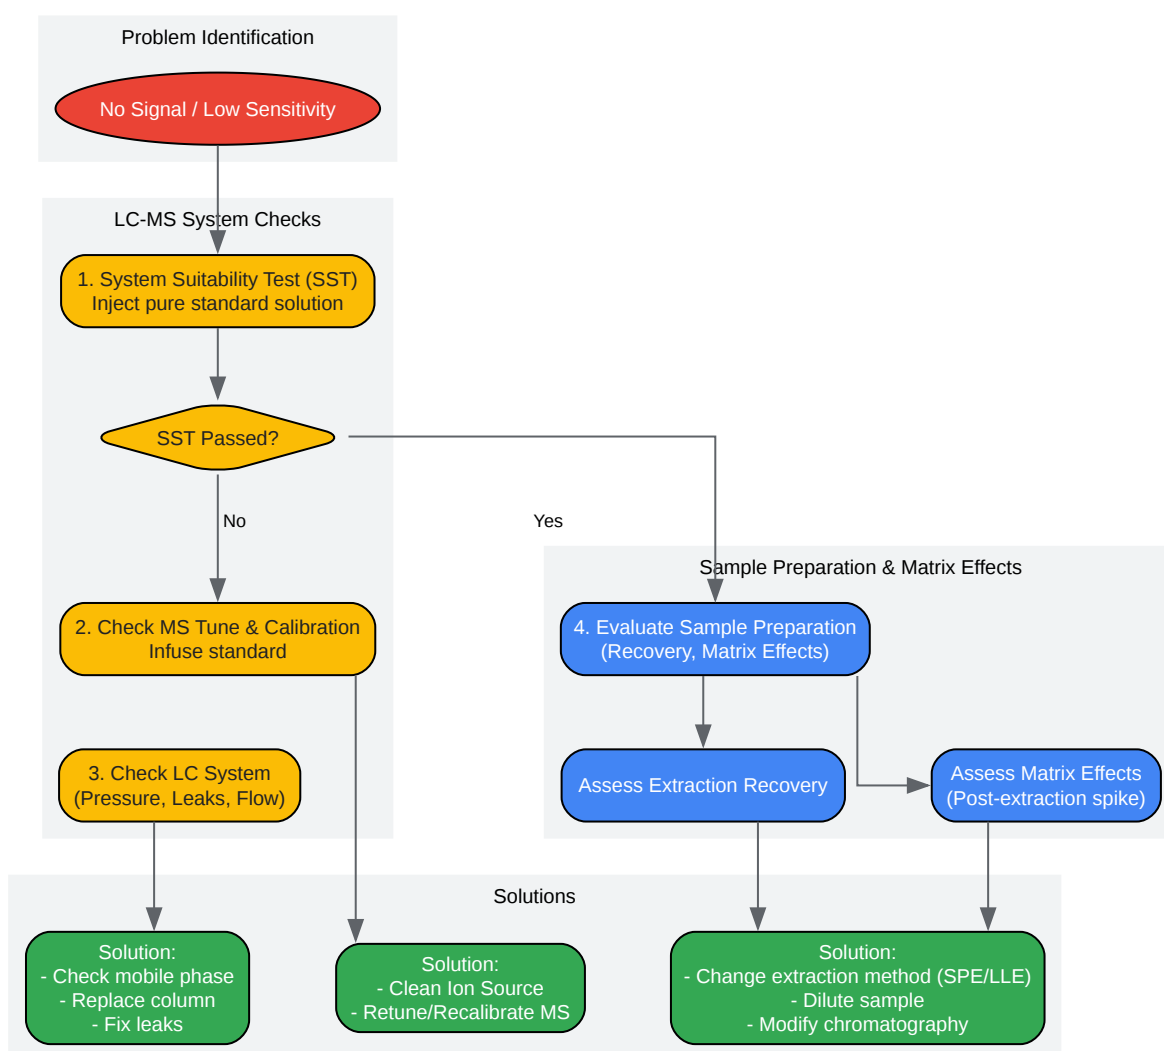 Problem Identification
No Signal / Low Sensitivity
LC-MS System Checks
1. System Suitability Test (SST)
Inject pure standard solution
SST Passed?
No
Yes
Sample Preparation & Matrix Effects
2. Check MS Tune & Calibration
Infuse standard
4. Evaluate Sample Preparation
(Recovery, Matrix Effects)
3. Check LC System
(Pressure, Leaks, Flow)
Assess Extraction Recovery
Assess Matrix Effects
(Post-extraction spike)
Solutions
Solution:
- Check mobile phase
- Replace column
- Fix leaks
Solution:
- Clean Ion Source
- Retune/Recalibrate MS
Solution:
- Change extraction method (SPE/LLE)
- Dilute sample
- Modify chromatography